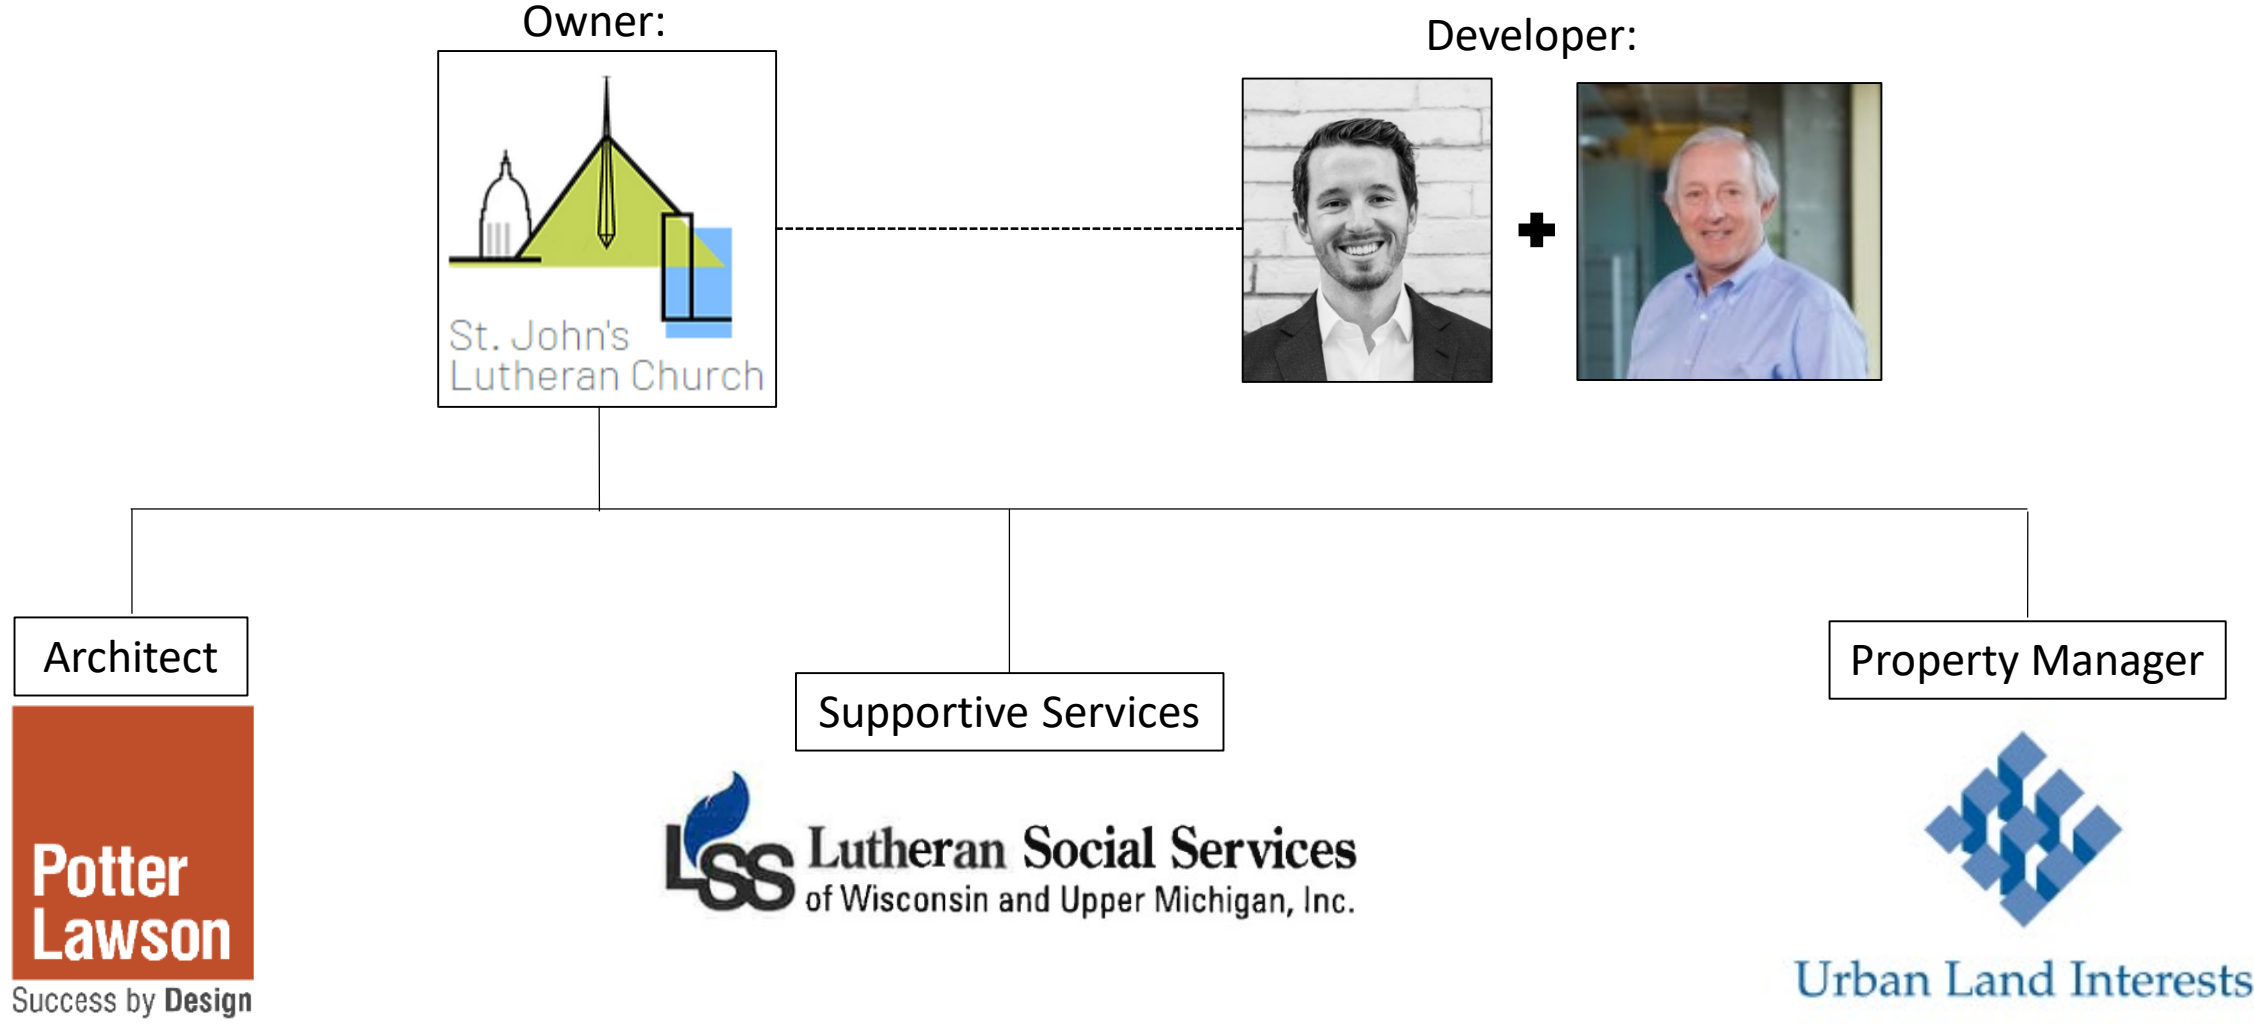 Owner:
Developer:
St. John's
Lutheran Church
Architect
Supportive Services
Property Manager
Potter
Lawson
Success by Design
LSS
Lutheran Social Services
of Wisconsin and Upper Michigan, Inc.
Urban Land Interests